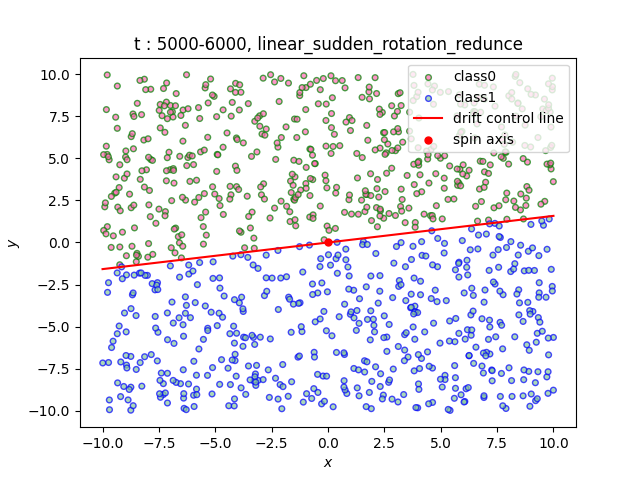 t : 5000-6000, linear_sudden_rotation_redunce
class0
class1
drift control line
spin axis
10.0
7.5
5.0
2.5
0.0
−2.5
−5.0
−7.5
−10.0
y
−10.0 −7.5 −5.0 −2.5 0.0 2.5 5.0 7.5 10.0
x